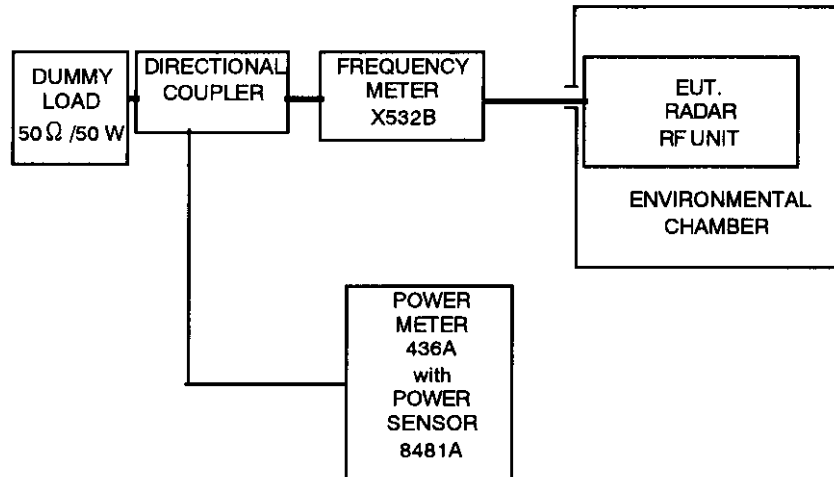 DUMMY
LOAD
50 Ω /50 W
DIRECTIONAL
COUPLER
FREQUENCY
METER
X532B
EUT.
RADAR
RF UNIT
ENVIRONMENTAL
CHAMBER
POWER
METER
436A
with
POWER
SENSOR
8481A